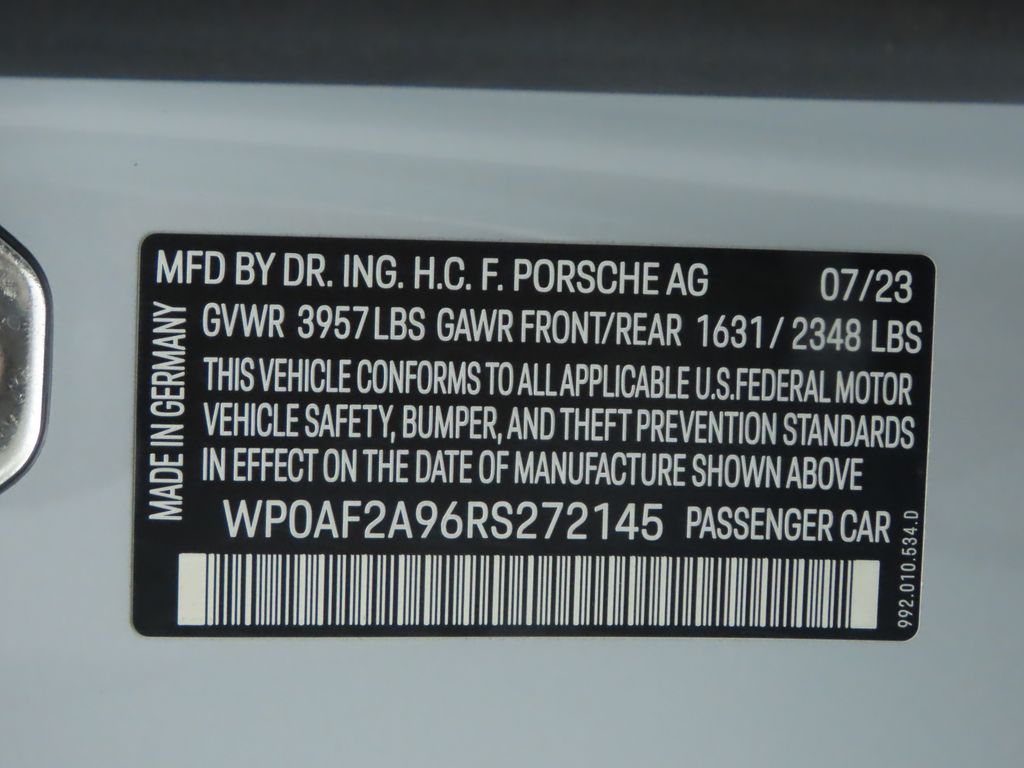 MFD BY DR. ING. H.C. F. PORSCHE AG 07/23
GVWR 3957 LBS GAWR FRONT/REAR 1631 / 2348 LBS
THIS VEHICLE CONFORMS TO ALL APPLICABLE U.S. FEDERAL MOTOR
VEHICLE SAFETY, BUMPER, AND THEFT PREVENTION STANDARDS
IN EFFECT ON THE DATE OF MANUFACTURE SHOWN ABOVE
WP0AF2A96RS272145 PASSENGER CAR
MADE IN GERMANY
992.010.534.D